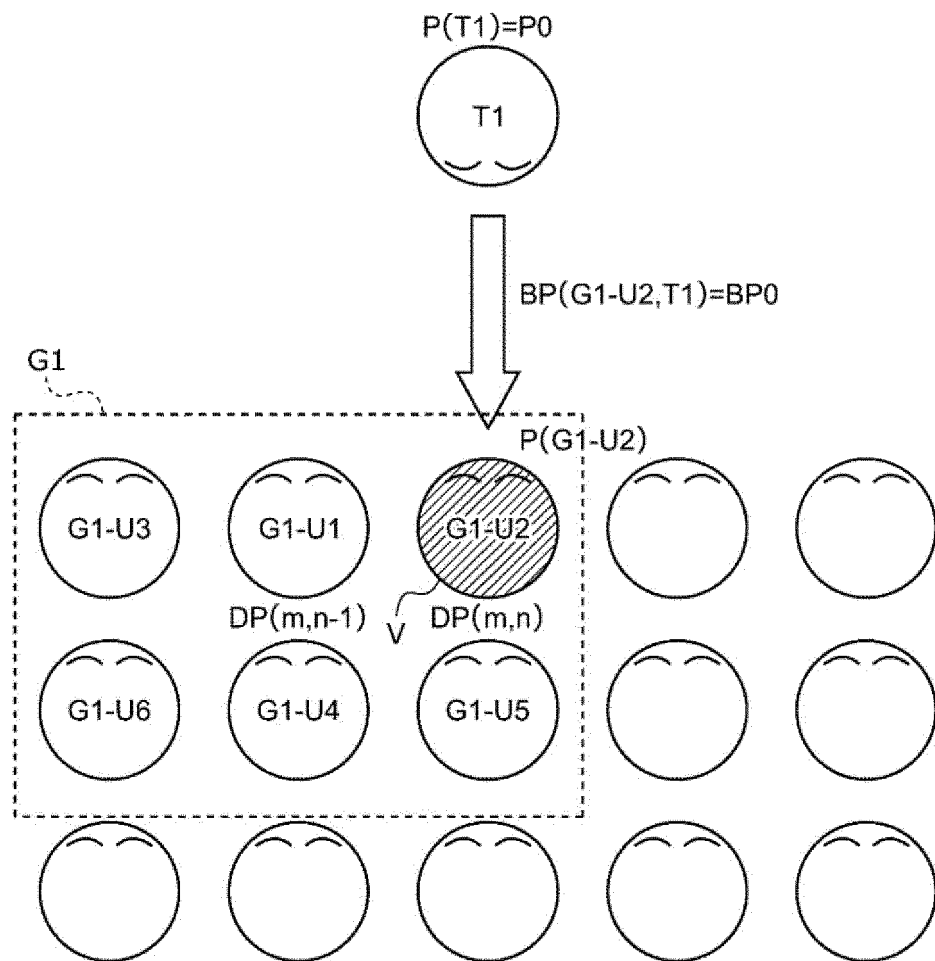 P(T1)=P0
T1
BP(G1-U2,T1)=BP0
G1
P(G1-U2)
G1-U3 G1-U1 G1-U2
DP(m,n-1) V DP(m,n)
G1-U6 G1-U4 G1-U5